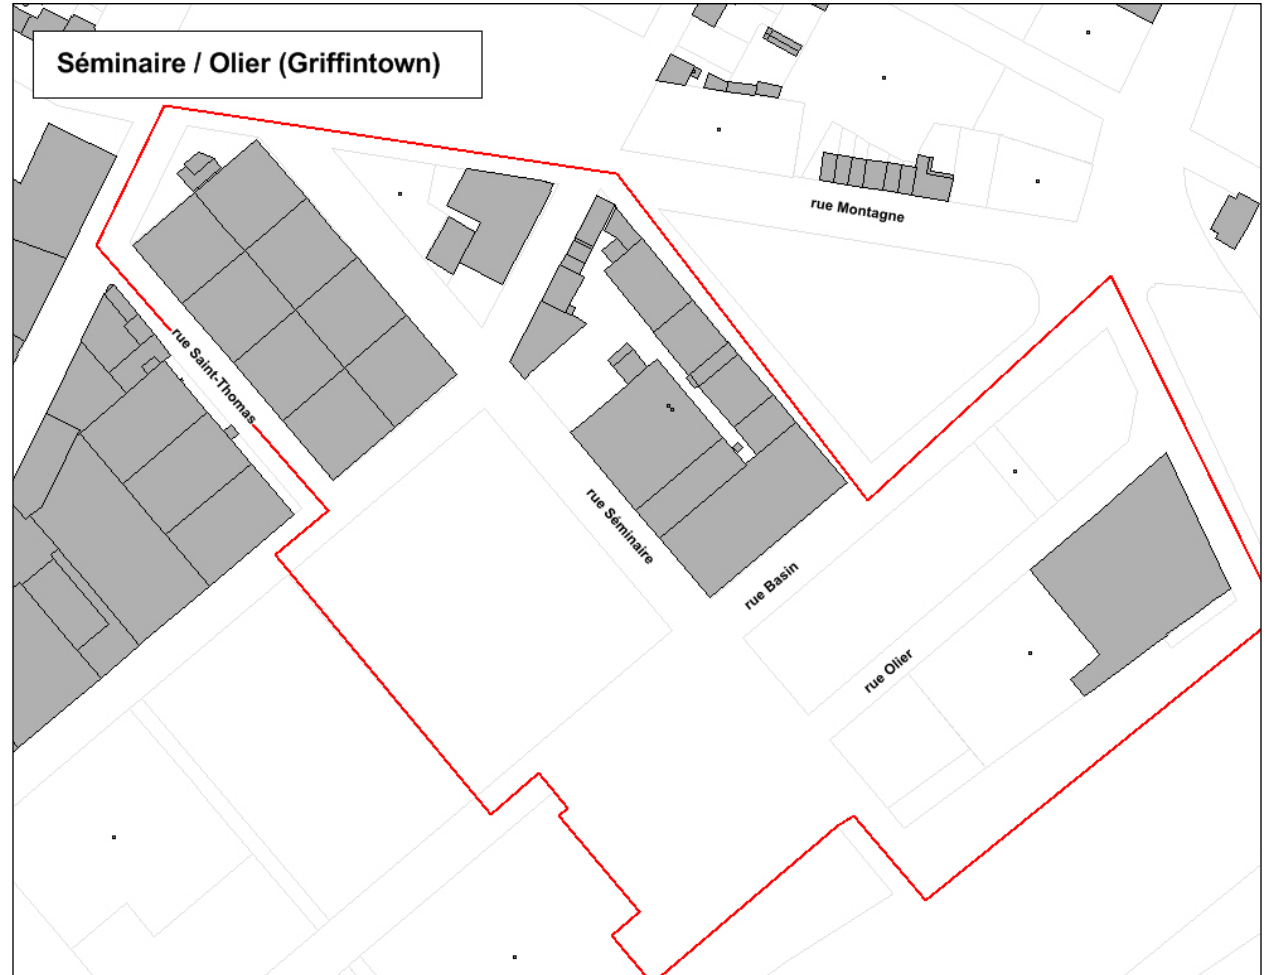 Séminaire / Olier (Griffintown)
rue Montagne
rue Saint-Thomas
rue Séminaire
rue Basin
rue Olier